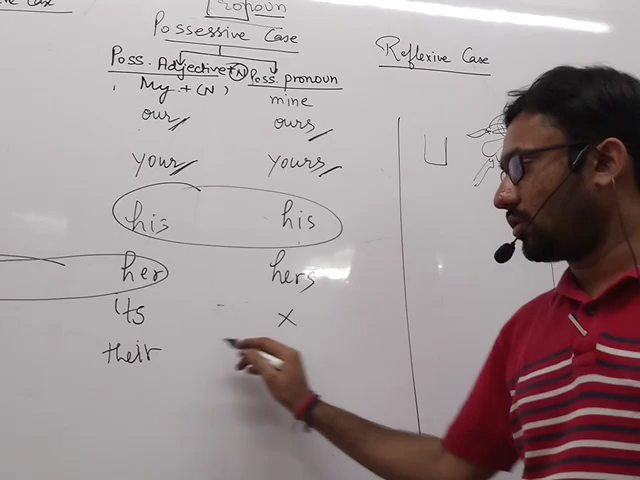 Pronoun
Possessive Case
Reflexive Case
Poss. Adjective+N Poss. pronoun
My + (N) mine
our ours
your yours
his his
her hers
Its x
their
Case